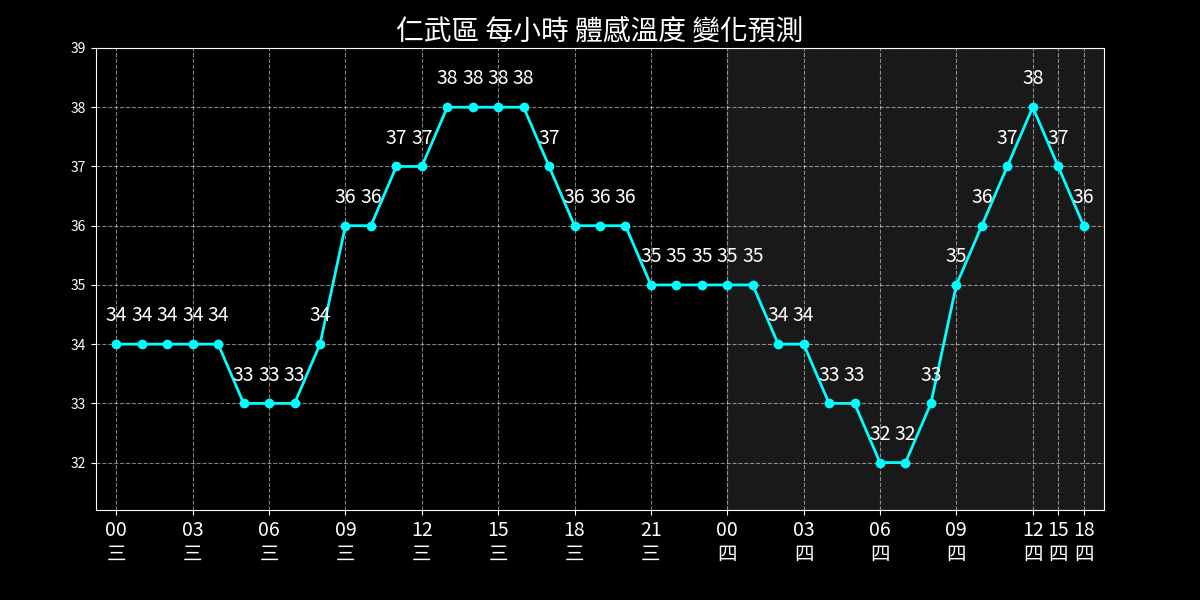 仁武區 每小時 體感溫度 變化預測
39
38 38 38 38 38
38
37 37 37 37 37
37
36 36 36 36 36 36 36
36
35 35 35 35 35 35
35
34 34 34 34 34 34 34 34
34
33 33 33 33 33 33
33
32 32
32
00 03 06 09 12 15 18 21 00 03 06 09 12 15 18
三 三 三 三 三 三 三 三 四 四 四 四 四 四 四